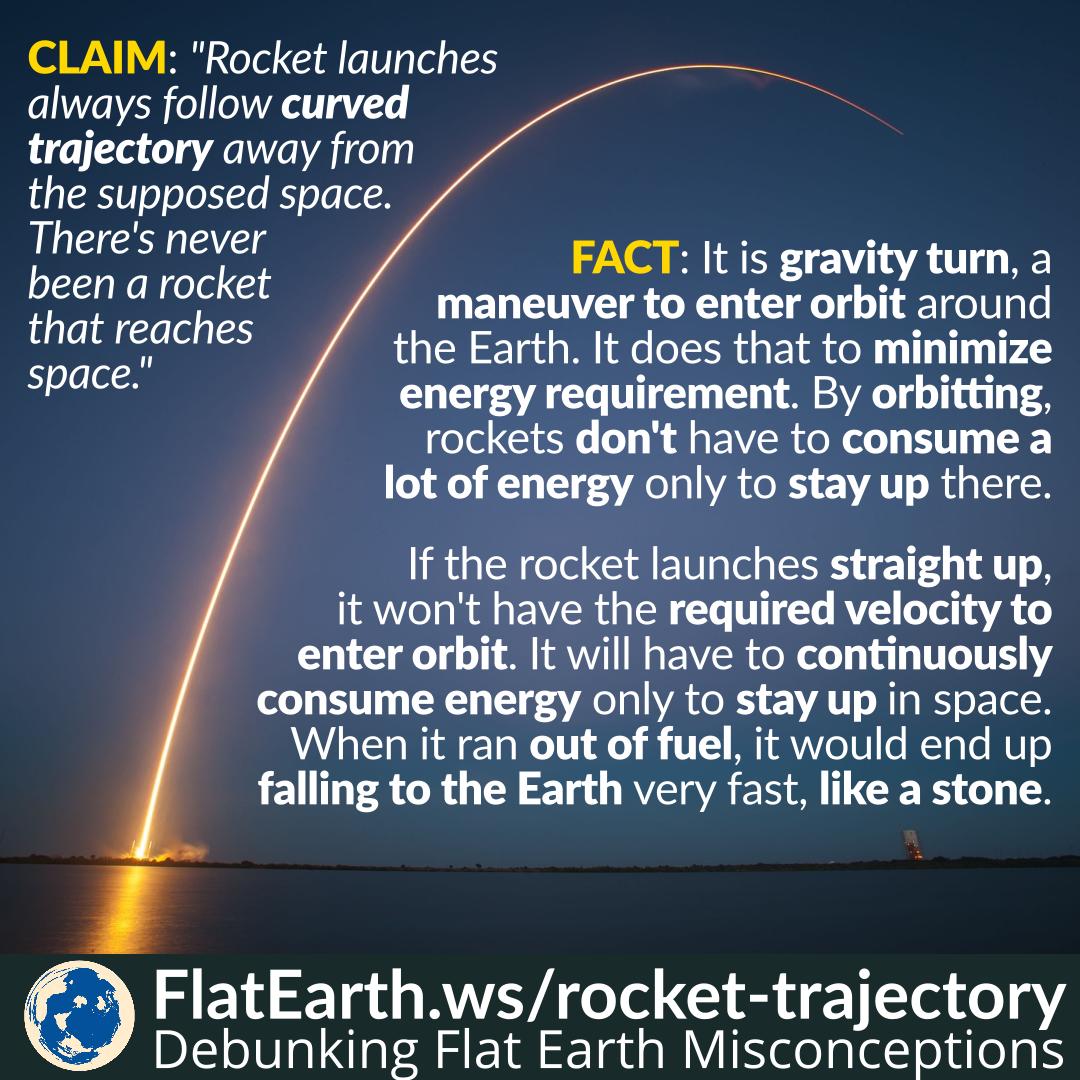 CLAIM: "Rocket launches
always follow curved
trajectory away from
the supposed space.
There's never
been a rocket
that reaches
space."
FACT: It is gravity turn, a
maneuver to enter orbit around
the Earth. It does that to minimize
energy requirement. By orbitting,
rockets don't have to consume a
lot of energy only to stay up there.
If the rocket launches straight up,
it won't have the required velocity to
enter orbit. It will have to continuously
consume energy only to stay up in space.
When it ran out of fuel, it would end up
falling to the Earth very fast, like a stone.
FlatEarth.ws/rocket-trajectory
Debunking Flat Earth Misconceptions